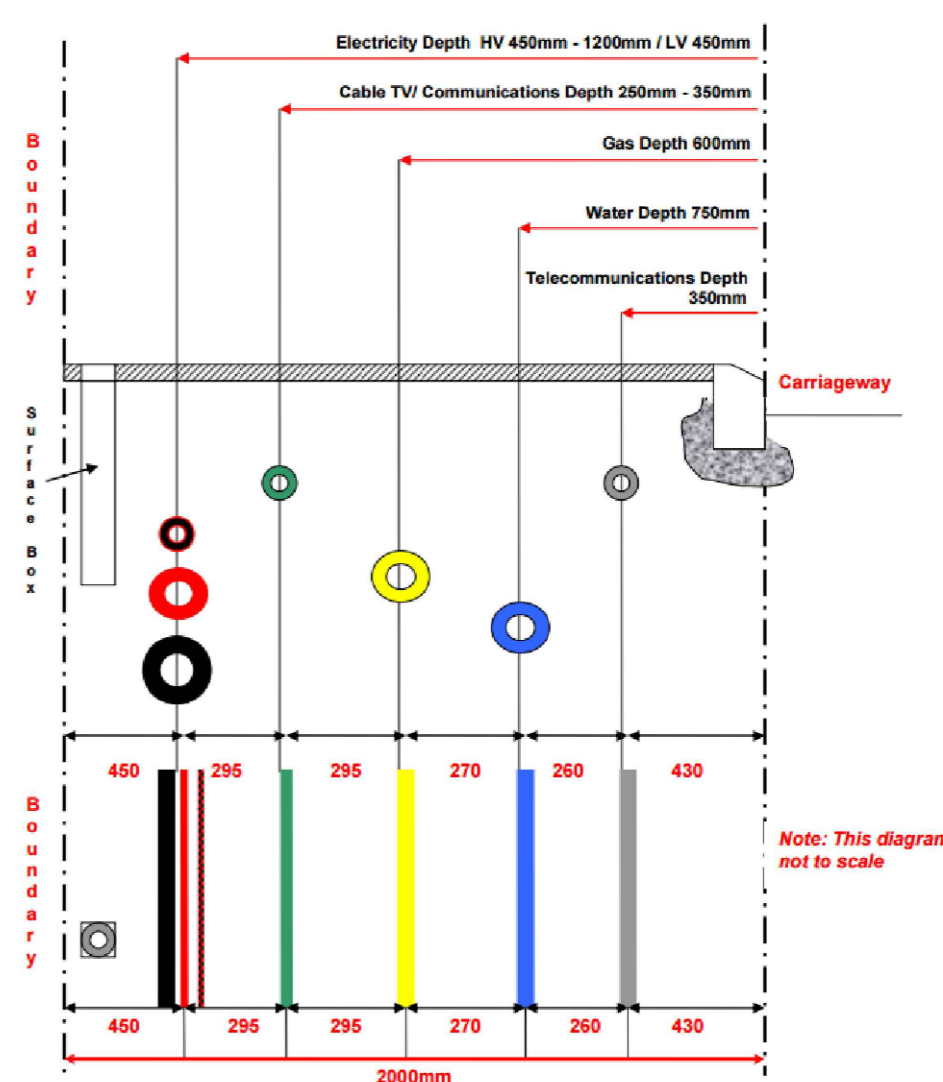 Electricity Depth HV 450mm - 1200mm / LV 450mm
Cable TV/ Communications Depth 250mm - 350mm
Gas Depth 600mm
Water Depth 750mm
Telecommunications Depth
350mm
Boundary
Carriageway
Surface Box
450 295 295 270 260 430
Boundary
Note: This diagram
not to scale
450 295 295 270 260 430
2000mm